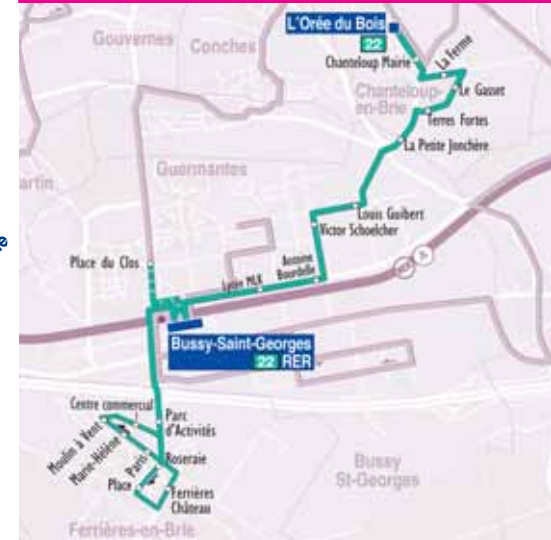 L'Orée du Bois
22
Gouvernes
Conches
Chanteloup Mairie
La Ferme
Chanteloup-
en-Brie
Le Gasset
Terres Fortes
La Petite Jonchère
Guermantes
artin
Louis Guibert
Victor Schoelcher
Place du Clos
Antoine
Bourdelle
Lycée MLK
RER A
Bussy-Saint-Georges
22 RER
Centre commercial
Parc
d'Activités
Moulin à Vent
Marie-Hélène
Paris
Roseraie
Place
Ferrières
Château
Bussy
St-Georges
Ferrières-en-Brie